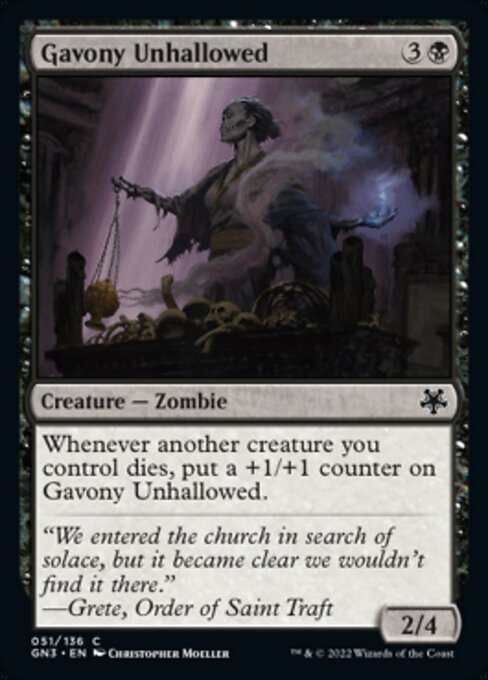 Gavony Unhallowed 3
Creature — Zombie
Whenever another creature you
control dies, put a +1/+1 counter on
Gavony Unhallowed.
“We entered the church in search of
solace, but it became clear we wouldn’t
find it there.”
—Grete, Order of Saint Traft
2/4
051/136 C
GN3 • EN Christopher Moeller
™ & © 2022 Wizards of the Coast